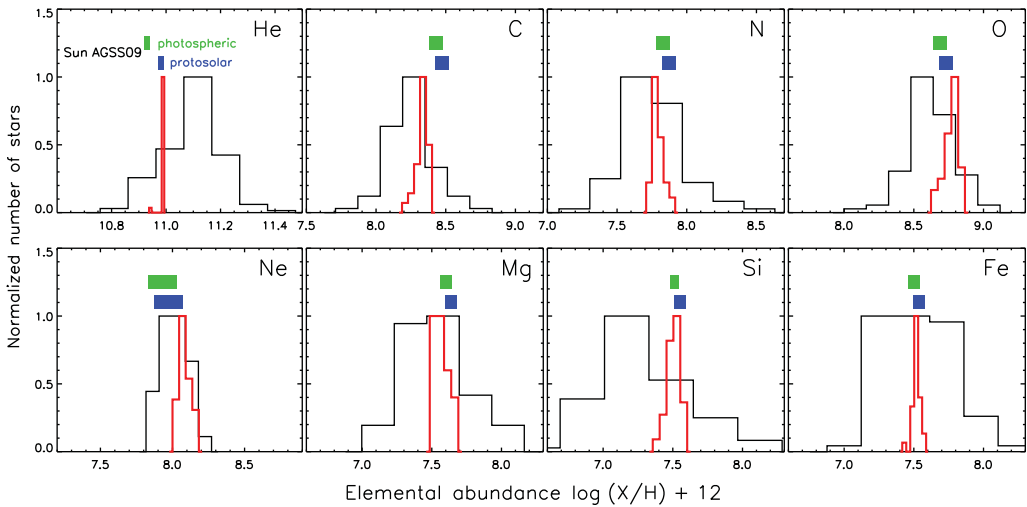 He
C
N
O
photospheric
Sun AGSS09
protosolar
1.5
1.0
0.5
0.0
10.8 11.0 11.2 11.4
7.5 8.0 8.5 9.0
7.0 7.5 8.0 8.5
8.0 8.5 9.0
Normalized number of stars
Ne
Mg
Si
Fe
1.5
1.0
0.5
0.0
7.5 8.0 8.5 9.0
7.0 7.5 8.0
7.0 7.5 8.0
7.0 7.5 8.0
Elemental abundance log (X/H) + 12